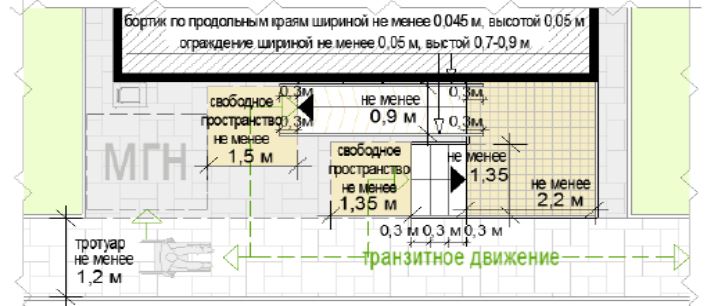 бортик по продольным краям шириной не менее 0,045 м, высотой 0,05 м
ограждение шириной не менее 0,05 м, выстой 0,7-0,9 м
0,3м
0,3м
свободное
пространство
не менее
1,5 м
не менее
0,9 м
0,3м
0,3м
МГН
свободное
пространство
не менее
1,35 м
не менее
1,35
не менее
2,2 м
0,3 м 0,3 м 0,3 м
тротуар
не менее
1,2 м
транзитное движение